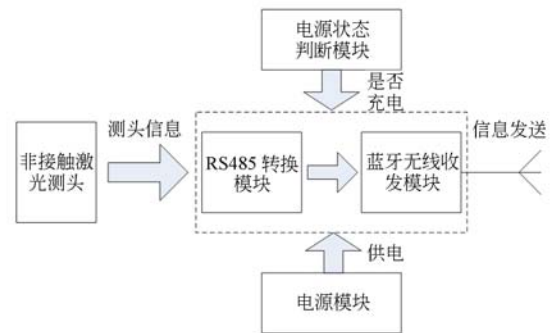 电源状态
判断模块
是否
充电
测头信息
信息发送
非接触激
光测头
RS485 转换
模块
蓝牙无线收
发模块
供电
电源模块